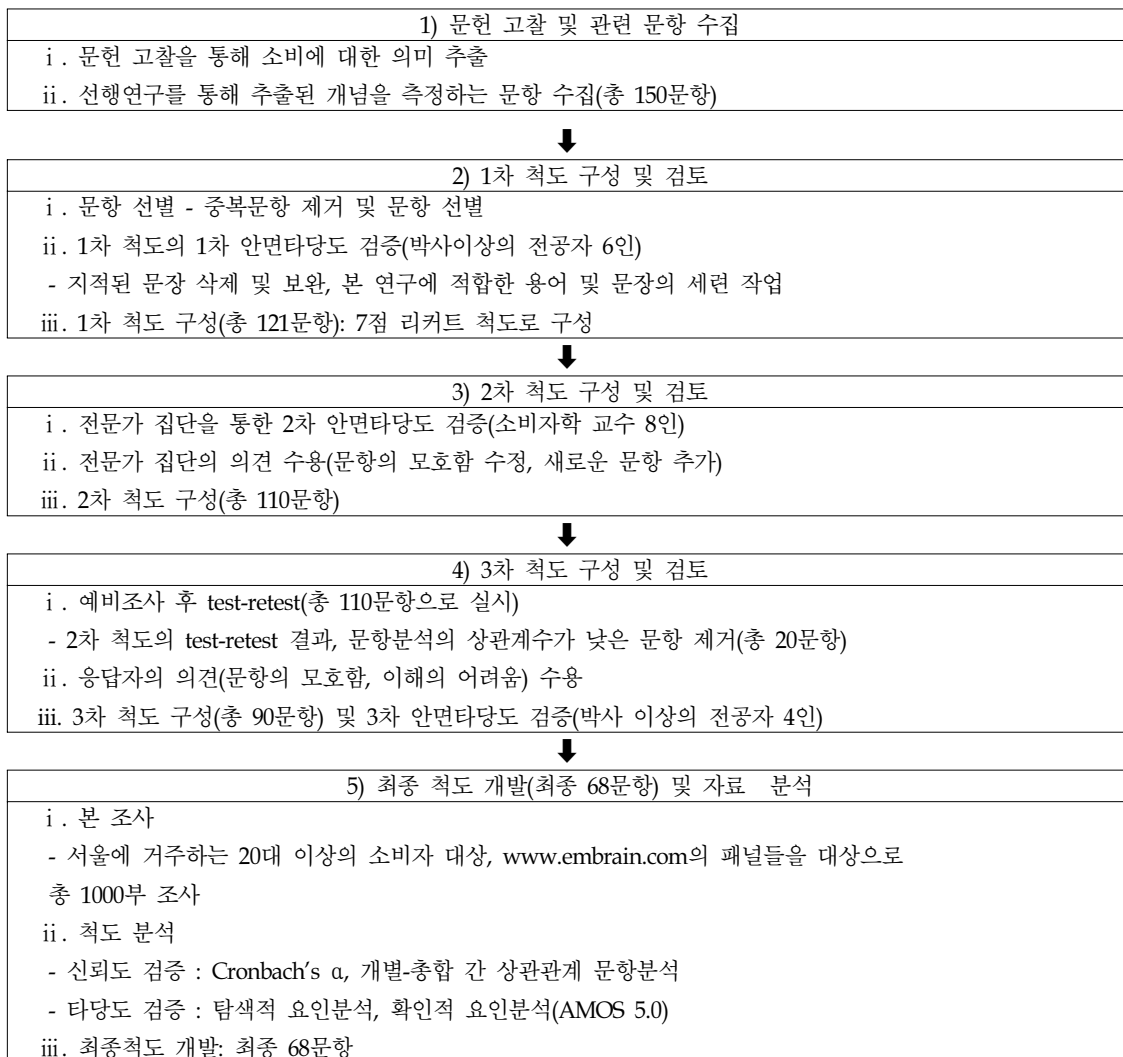 1) 문헌 고찰 및 관련 문항 수집
ⅰ. 문헌 고찰을 통해 소비에 대한 의미 추출
ⅱ. 선행연구를 통해 추출된 개념을 측정하는 문항 수집(총 150문항)
2) 1차 척도 구성 및 검토
ⅰ. 문항 선별 - 중복문항 제거 및 문항 선별
ⅱ. 1차 척도의 1차 안면타당도 검증(박사이상의 전공자 6인)
- 지적된 문장 삭제 및 보완, 본 연구에 적합한 용어 및 문장의 세련 작업
ⅲ. 1차 척도 구성(총 121문항): 7점 리커트 척도로 구성
3) 2차 척도 구성 및 검토
ⅰ. 전문가 집단을 통한 2차 안면타당도 검증(소비자학 교수 8인)
ⅱ. 전문가 집단의 의견 수용(문항의 모호함 수정, 새로운 문항 추가)
ⅲ. 2차 척도 구성(총 110문항)
4) 3차 척도 구성 및 검토
ⅰ. 예비조사 후 test-retest(총 110문항으로 실시)
- 2차 척도의 test-retest 결과, 문항분석의 상관계수가 낮은 문항 제거(총 20문항)
ⅱ. 응답자의 의견(문항의 모호함, 이해의 어려움) 수용
iii. 3차 척도 구성(총 90문항) 및 3차 안면타당도 검증(박사 이상의 전공자 4인)
5) 최종 척도 개발(최종 68문항) 및 자료 분석
ⅰ. 본 조사
- 서울에 거주하는 20대 이상의 소비자 대상, www.embrain.com의 패널들을 대상으로
총 1000부 조사
ⅱ. 척도 분석
- 신뢰도 검증 : Cronbach's α, 개별-총합 간 상관관계 문항분석
- 타당도 검증 : 탐색적 요인분석, 확인적 요인분석(AMOS 5.0)
ⅲ. 최종척도 개발: 최종 68문항